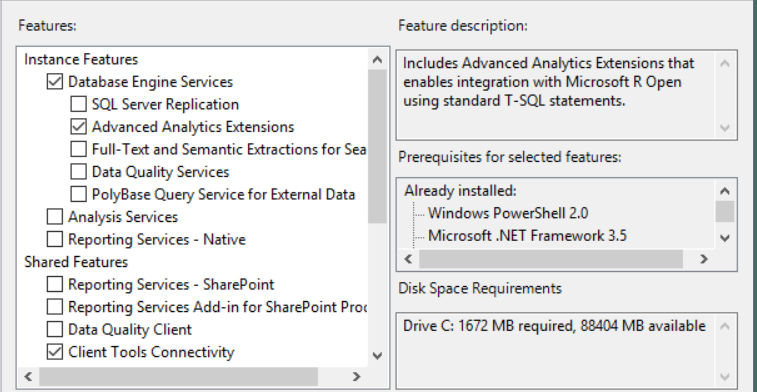 Features:
Instance Features
Database Engine Services
SQL Server Replication
Advanced Analytics Extensions
Full-Text and Semantic Extractions for Sea
Data Quality Services
PolyBase Query Service for External Data
Analysis Services
Reporting Services - Native
Shared Features
Reporting Services - SharePoint
Reporting Services Add-in for SharePoint Proc
Data Quality Client
Client Tools Connectivity
Feature description:
Includes Advanced Analytics Extensions that
enables integration with Microsoft R Open
using standard T-SQL statements.
Prerequisites for selected features:
Already installed:
Windows PowerShell 2.0
Microsoft .NET Framework 3.5
Disk Space Requirements
Drive C: 1672 MB required, 88404 MB available